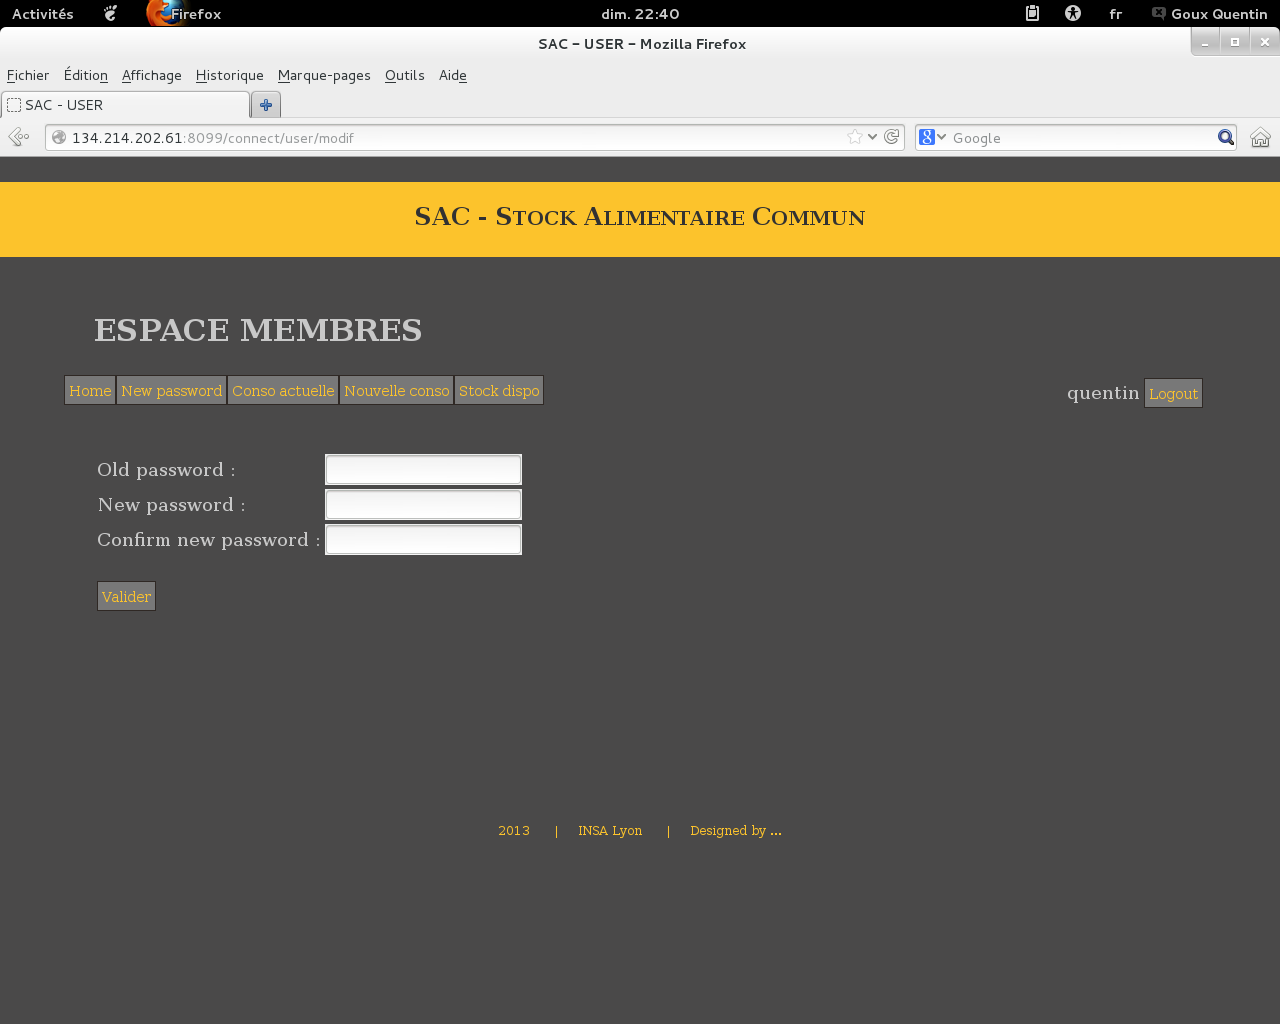 Activités Firefox dim. 22:40 fr Goux Quentin
SAC - USER - Mozilla Firefox
Fichier Édition Affichage Historique Marque-pages Outils Aide
SAC - USER
134.214.202.61:8099/connect/user/modif Google
SAC - Stock Alimentaire Commun
ESPACE MEMBRES
Home New password Conso actuelle Nouvelle conso Stock dispo quentin Logout
Old password :
New password :
Confirm new password :
Valider
2013 | INSA Lyon | Designed by ...